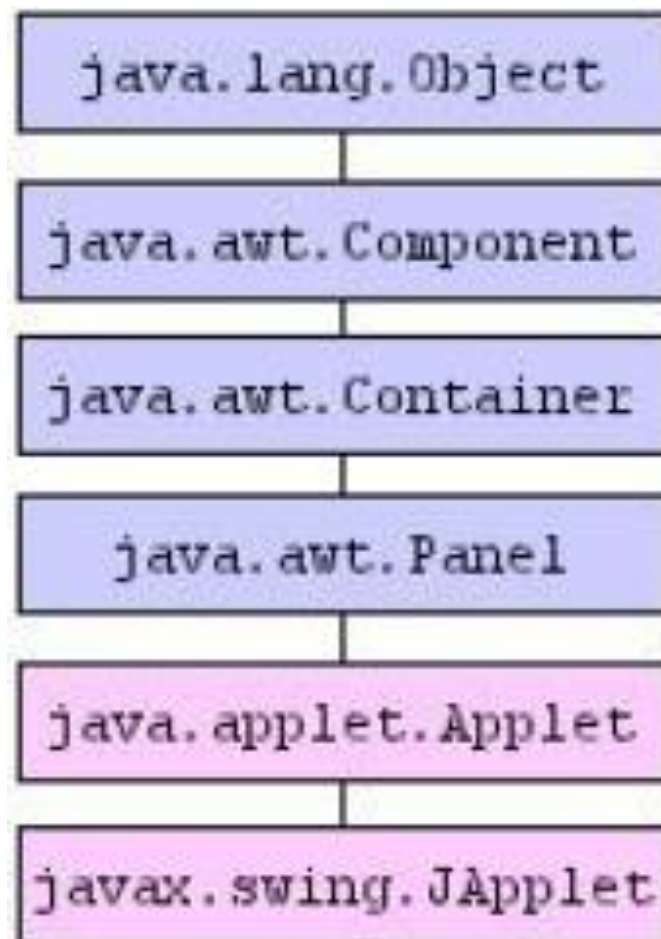 java.lang.Object
java.awt.Component
java.awt.Container
java.awt.Panel
java.applet.Applet
javax.swing.JApplet